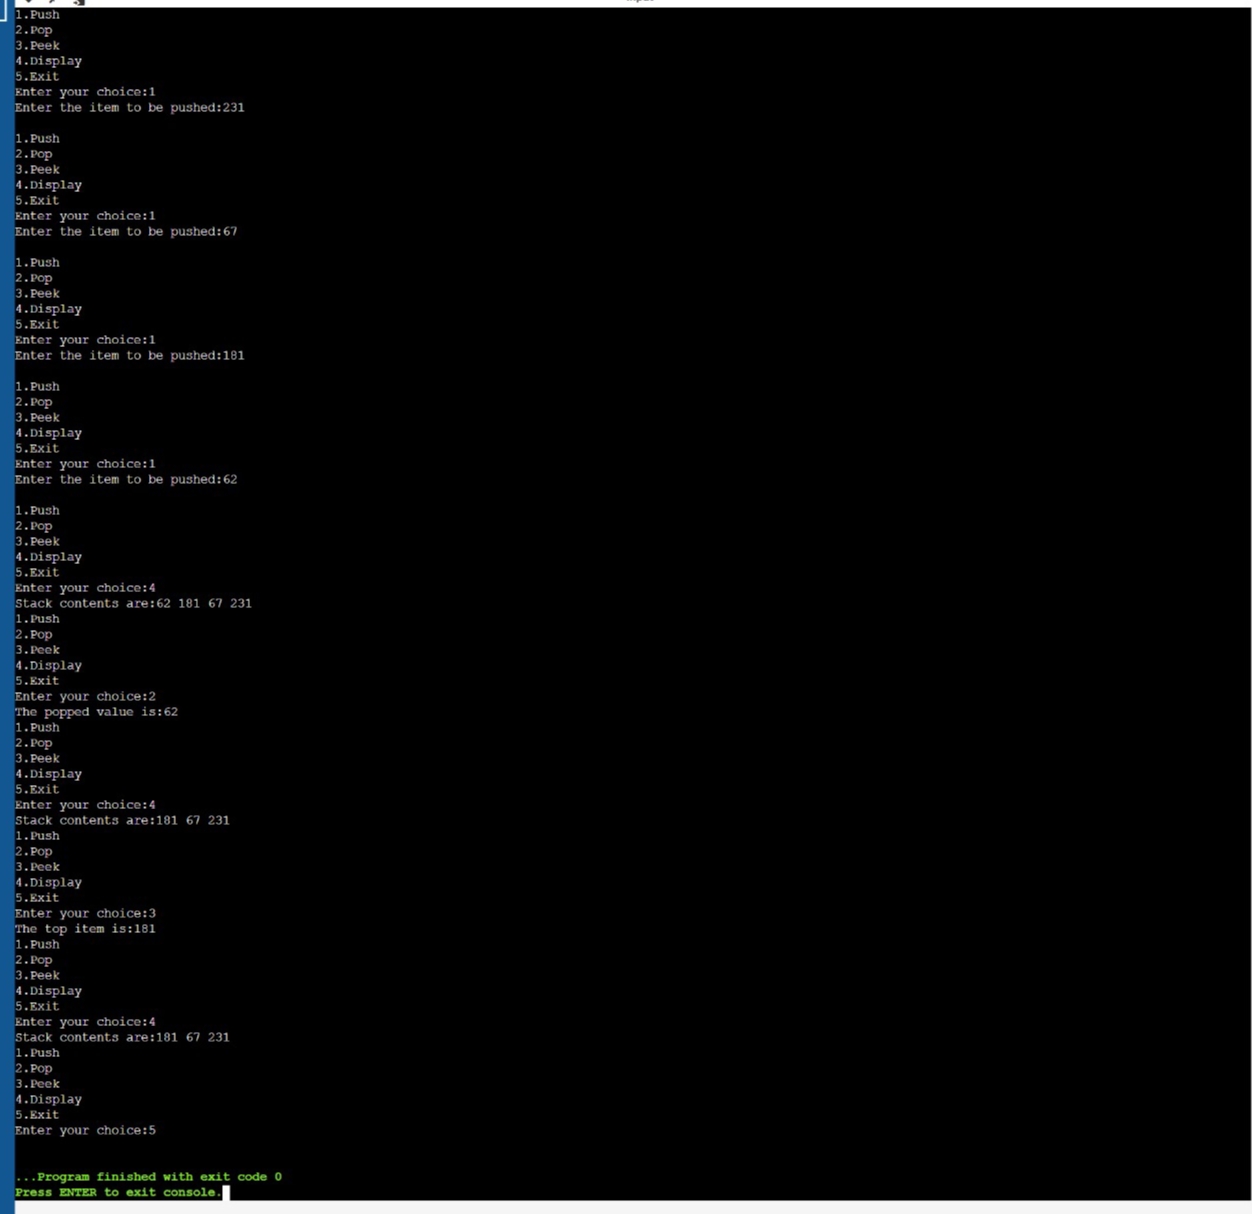 1.Push
2.Pop
3.Peek
4.Display
5.Exit
Enter your choice:1
Enter the item to be pushed:231
1.Push
2.Pop
3.Peek
4.Display
5.Exit
Enter your choice:1
Enter the item to be pushed:67
1.Push
2.Pop
3.Peek
4.Display
5.Exit
Enter your choice:1
Enter the item to be pushed:181
1.Push
2.Pop
3.Peek
4.Display
5.Exit
Enter your choice:1
Enter the item to be pushed:62
1.Push
2.Pop
3.Peek
4.Display
5.Exit
Enter your choice:4
Stack contents are:62 181 67 231
1.Push
2.Pop
3.Peek
4.Display
5.Exit
Enter your choice:2
The popped value is:62
1.Push
2.Pop
3.Peek
4.Display
5.Exit
Enter your choice:4
Stack contents are:181 67 231
1.Push
2.Pop
3.Peek
4.Display
5.Exit
Enter your choice:3
The top item is:181
1.Push
2.Pop
3.Peek
4.Display
5.Exit
Enter your choice:4
Stack contents are:181 67 231
1.Push
2.Pop
3.Peek
4.Display
5.Exit
Enter your choice:5
...Program finished with exit code 0
Press ENTER to exit console.